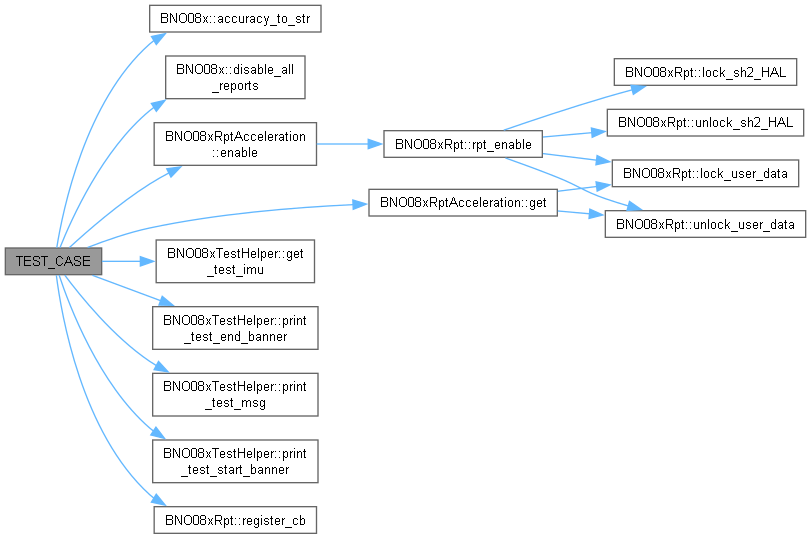 BNO08x::accuracy_to_str
BNO08x::disable_all
_reports
BNO08xRptAcceleration
::enable
BNO08xRpt::rpt_enable
BNO08xRpt::lock_sh2_HAL
BNO08xRpt::unlock_sh2_HAL
BNO08xRpt::lock_user_data
BNO08xRptAcceleration::get
BNO08xRpt::unlock_user_data
TEST_CASE
BNO08xTestHelper::get
_test_imu
BNO08xTestHelper::print
_test_end_banner
BNO08xTestHelper::print
_test_msg
BNO08xTestHelper::print
_test_start_banner
BNO08xRpt::register_cb